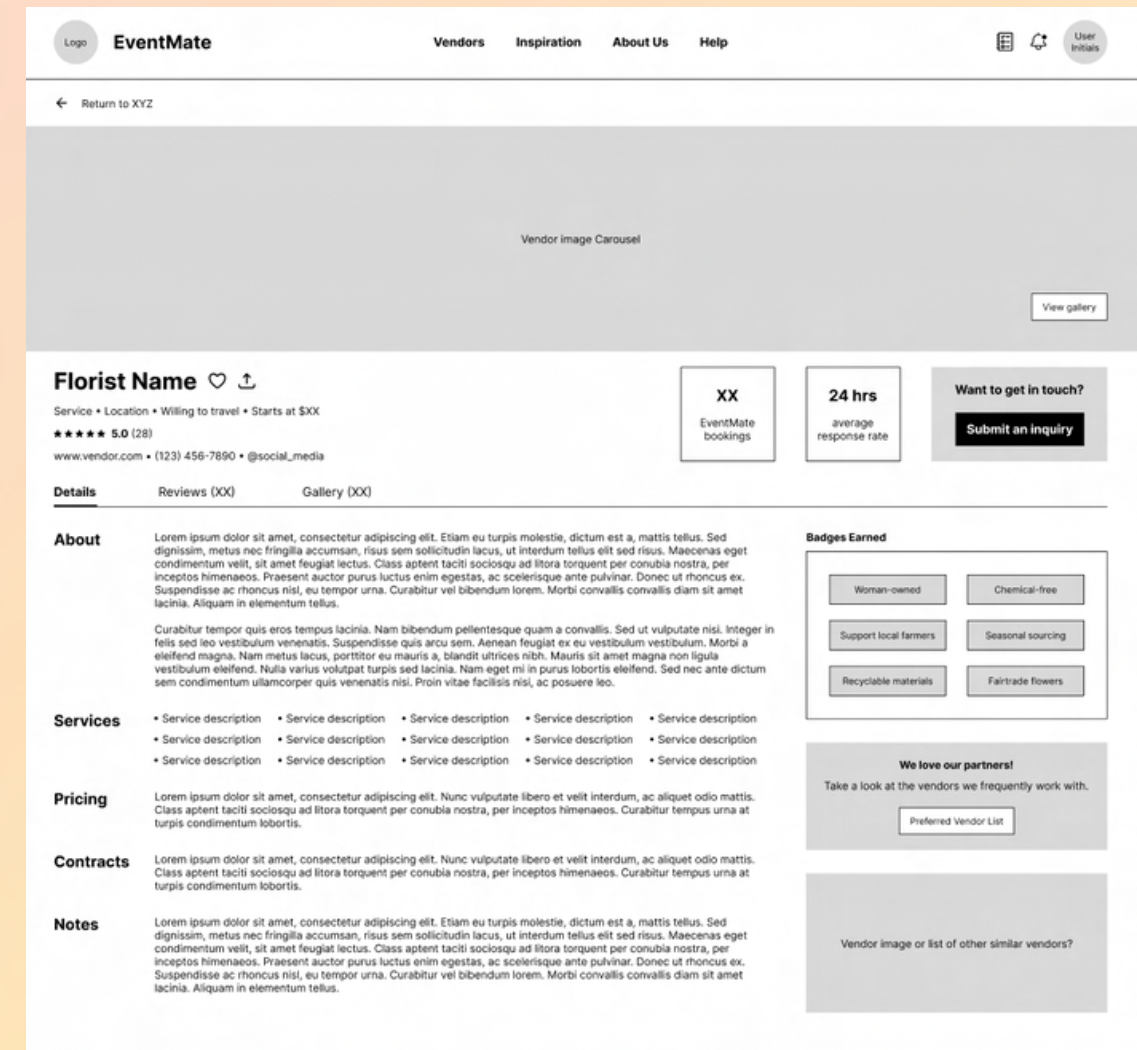 Logo
EventMate
Vendors
Inspiration
About Us
Help
User
Initials
Return to XYZ
Vendor image Carousel
View gallery
Florist Name
Service • Location • Willing to travel • Starts at $XX
★★★★★ 5.0 (28)
www.vendor.com • (123) 456-7890 • @social_media
XX
EventMate
bookings
24 hrs
average
response rate
Want to get in touch?
Submit an inquiry
Details
Reviews (XX)
Gallery (XX)
About
Lorem ipsum dolor sit amet, consectetur adipiscing elit. Etiam eu turpis molestie, dictum est a, mattis tellus. Sed
dignissim, metus nec fringilla accumsan, risus sem sollicitudin lacus, ut interdum tellus elit sed risus. Maecenas eget
condimentum velit, sit amet feugiat lectus. Class aptent taciti sociosqu ad litora torquent per conubia nostra, per
inceptos himenaeos. Praesent auctor purus luctus enim egestas, ac scelerisque ante pulvinar. Donec ut rhoncus ex.
Suspendisse ac rhoncus nisl, eu tempor urna. Curabitur vel bibendum lorem. Morbi convallis convallis diam sit amet
lacinia. Aliquam in elementum tellus.
Curabitur tempor quis eros tempus lacinia. Nam bibendum pellentesque quam a convallis. Sed ut vulputate nisi. Integer in
felis sed leo vestibulum venenatis. Suspendisse quis arcu sem. Aenean feugiat ex eu vestibulum vestibulum. Morbi a
eleifend magna. Nam metus lacus, porttitor eu mauris a, blandit ultrices nibh. Mauris sit amet magna non ligula
vestibulum eleifend. Nulla varius volutpat turpis sed lacinia. Nam eget mi in purus lobortis eleifend. Sed nec ante dictum
sem condimentum ullamcorper quis venenatis nisi. Proin vitae facilisis nisi, ac posuere leo.
Services
• Service description • Service description • Service description • Service description • Service description
• Service description • Service description • Service description • Service description • Service description
• Service description • Service description • Service description • Service description • Service description
Pricing
Lorem ipsum dolor sit amet, consectetur adipiscing elit. Nunc vulputate libero et velit interdum, ac aliquet odio mattis.
Class aptent taciti sociosqu ad litora torquent per conubia nostra, per inceptos himenaeos. Curabitur tempus urna at
turpis condimentum lobortis.
Contracts
Lorem ipsum dolor sit amet, consectetur adipiscing elit. Nunc vulputate libero et velit interdum, ac aliquet odio mattis.
Class aptent taciti sociosqu ad litora torquent per conubia nostra, per inceptos himenaeos. Curabitur tempus urna at
turpis condimentum lobortis.
Notes
Lorem ipsum dolor sit amet, consectetur adipiscing elit. Etiam eu turpis molestie, dictum est a, mattis tellus. Sed
dignissim, metus nec fringilla accumsan, risus sem sollicitudin lacus, ut interdum tellus elit sed risus. Maecenas eget
condimentum velit, sit amet feugiat lectus. Class aptent taciti sociosqu ad litora torquent per conubia nostra, per
inceptos himenaeos. Praesent auctor purus luctus enim egestas, ac scelerisque ante pulvinar. Donec ut rhoncus ex.
Suspendisse ac rhoncus nisl, eu tempor urna. Curabitur vel bibendum lorem. Morbi convallis convallis diam sit amet
lacinia. Aliquam in elementum tellus.
Badges Earned
Woman-owned
Chemical-free
Support local farmers
Seasonal sourcing
Recyclable materials
Fairtrade flowers
We love our partners!
Take a look at the vendors we frequently work with.
Preferred Vendor List
Vendor image or list of other similar vendors?